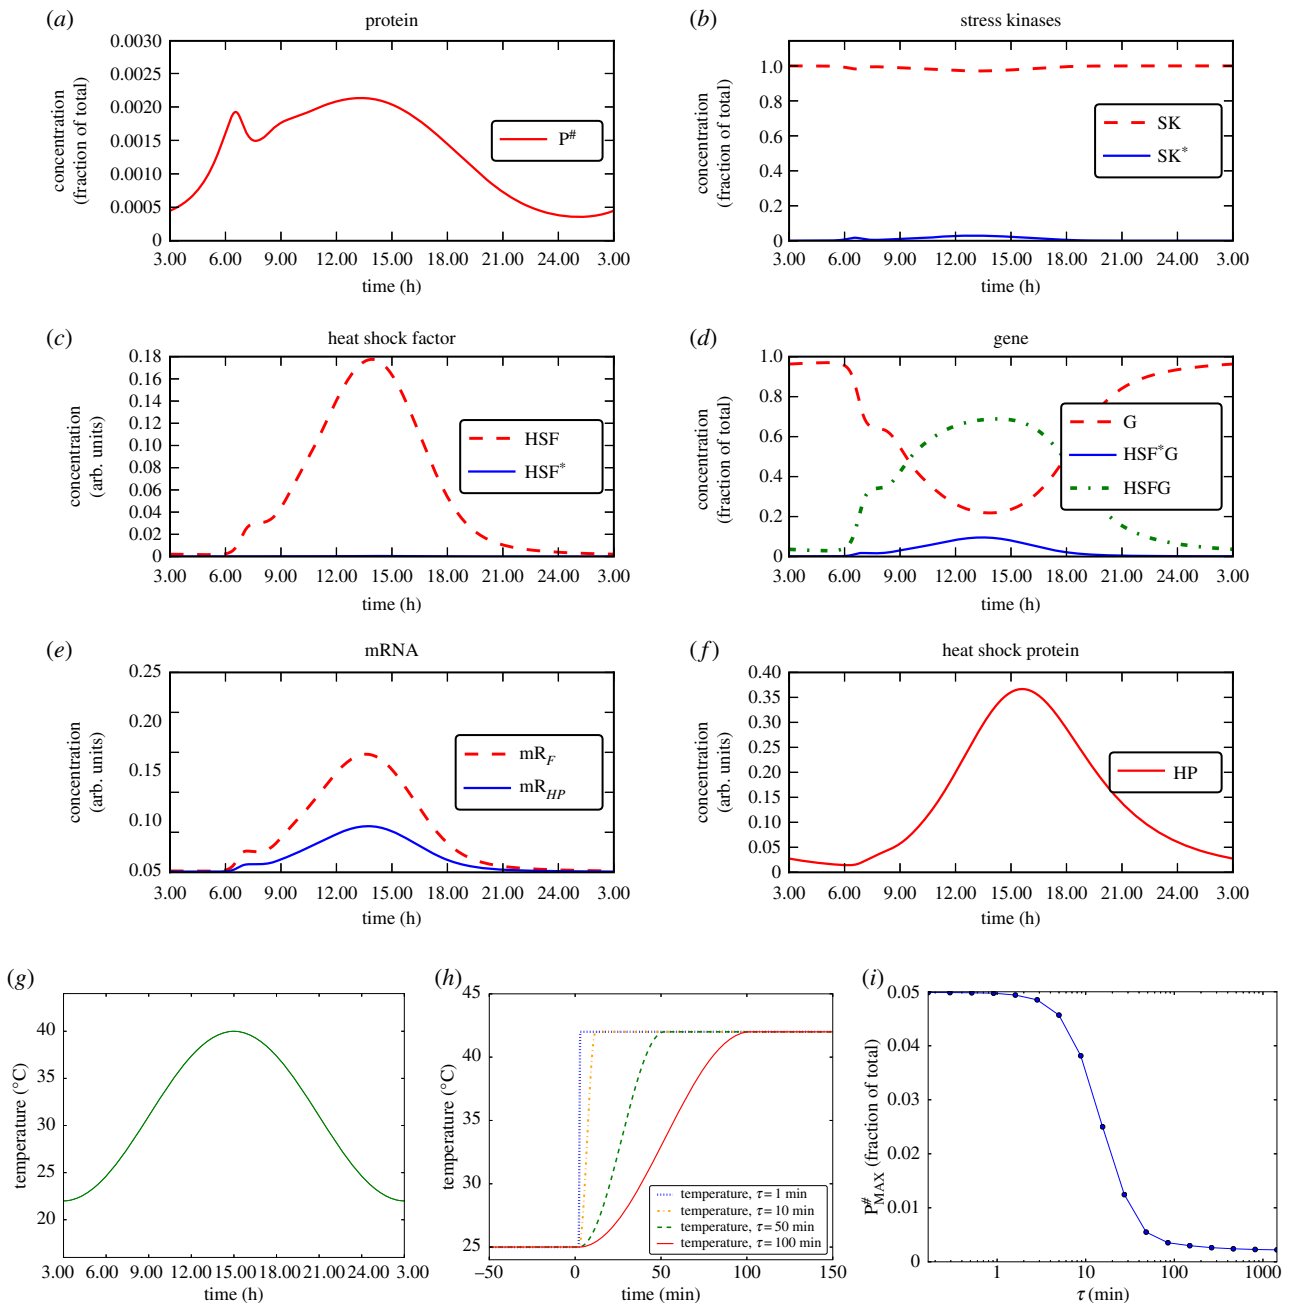 (a) protein
0.0030
0.0025
0.0020
0.0015
0.0010
0.0005
0
concentration
(fraction of total)
P#
3.00 6.00 9.00 12.00 15.00 18.00 21.00 24.00 3.00
time (h)
(b) stress kinases
1.0
0.8
0.6
0.4
0.2
0
concentration
(fraction of total)
SK
SK*
3.00 6.00 9.00 12.00 15.00 18.00 21.00 24.00 3.00
time (h)
(c) heat shock factor
0.18
0.16
0.14
0.12
0.10
0.08
0.06
0.04
0.02
0
concentration
(arb. units)
HSF
HSF*
3.00 6.00 9.00 12.00 15.00 18.00 21.00 24.00 3.00
time (h)
(d) gene
1.0
0.8
0.6
0.4
0.2
0
concentration
(fraction of total)
G
HSF*G
HSFG
3.00 6.00 9.00 12.00 15.00 18.00 21.00 24.00 3.00
time (h)
(e) mRNA
0.25
0.20
0.15
0.10
0.05
concentration
(arb. units)
mRF
mRHP
3.00 6.00 9.00 12.00 15.00 18.00 21.00 24.00 3.00
time (h)
(f) heat shock protein
0.40
0.35
0.30
0.25
0.20
0.15
0.10
0.05
0
concentration
(arb. units)
HP
3.00 6.00 9.00 12.00 15.00 18.00 21.00 24.00 3.00
time (h)
(g)
40
35
30
25
20
temperature (°C)
3.00 6.00 9.00 12.00 15.00 18.00 21.00 24.00 3.00
time (h)
(h)
45
40
35
30
25
temperature (°C)
temperature, τ = 1 min
temperature, τ = 10 min
temperature, τ = 50 min
temperature, τ = 100 min
–50 0 50 100 150
time (min)
(i)
0.05
0.04
0.03
0.02
0.01
0
P#MAX (fraction of total)
1 10 100 1000
τ (min)